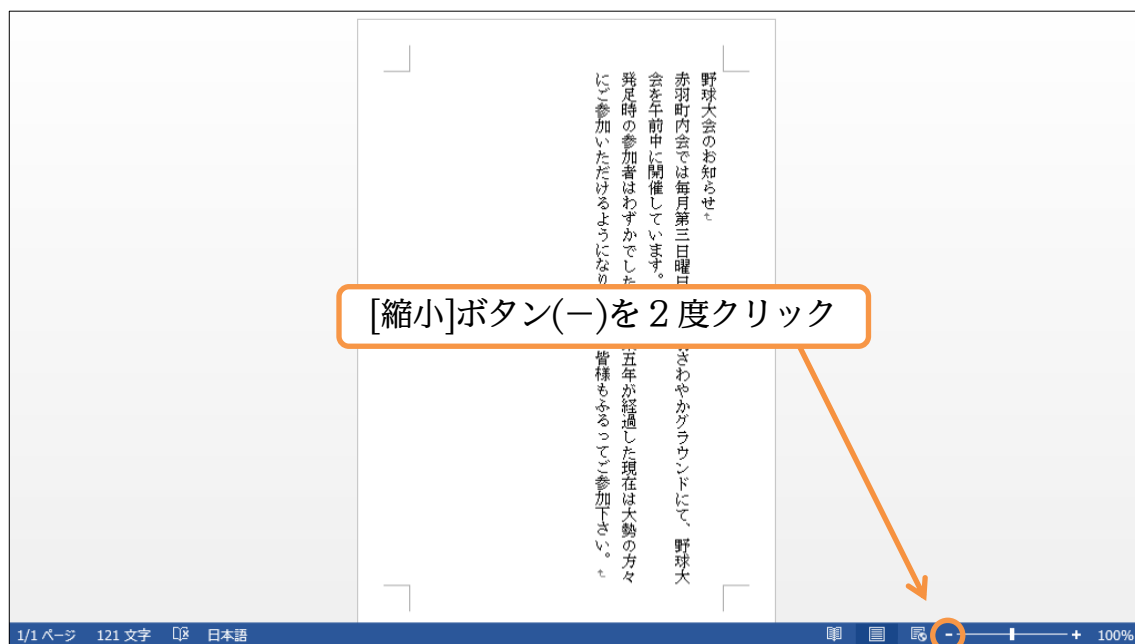 野球大会のお知らせ
赤羽町内会では毎月第三日曜日
さわやかグラウンドにて、野球大
会を午前中に開催しています。
発足時の参加者はわずかでした
五年が経過した現在は大勢の方々
にご参加いただけるようになり
皆様もふるってご参加下さい。
[縮小]ボタン(－)を２度クリック
1/1 ページ 121 文字 日本語 - + 100%